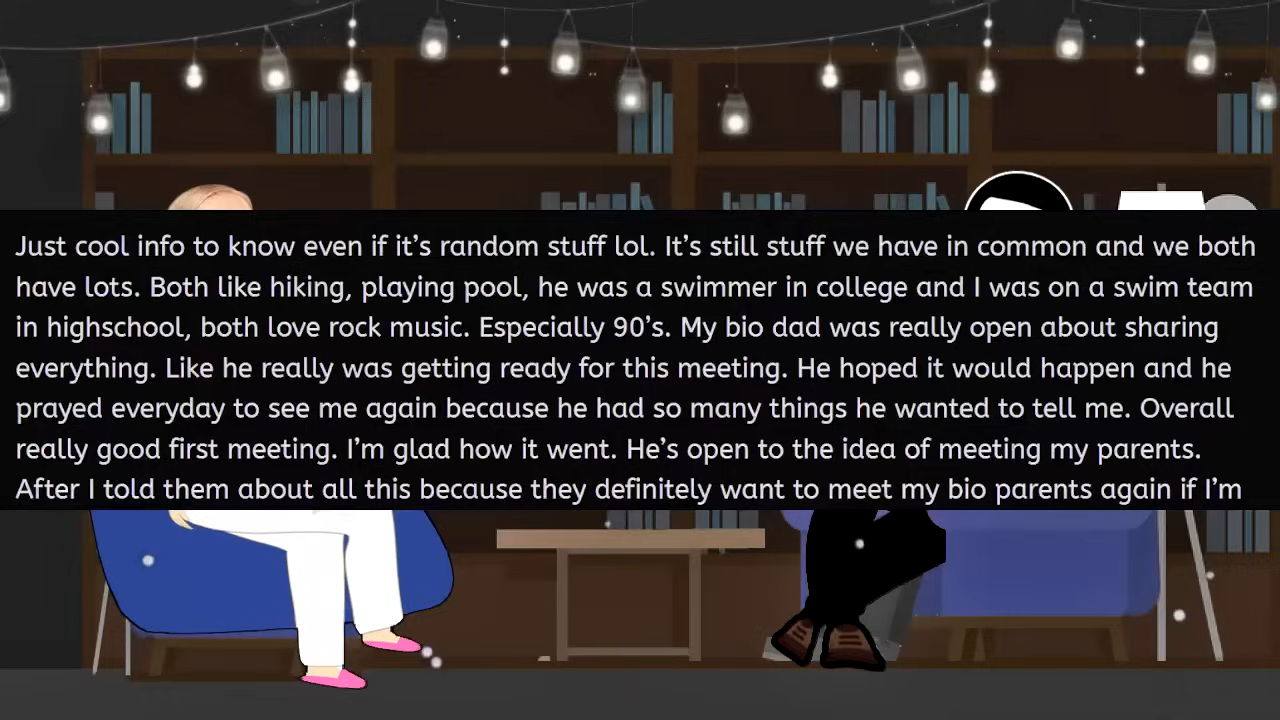 Just cool info to know even if it’s random stuff lol. It’s still stuff we have in common and we both
have lots. Both like hiking, playing pool, he was a swimmer in college and I was on a swim team
in highschool, both love rock music. Especially 90’s. My bio dad was really open about sharing
everything. Like he really was getting ready for this meeting. He hoped it would happen and he
prayed everyday to see me again because he had so many things he wanted to tell me. Overall
really good first meeting. I’m glad how it went. He’s open to the idea of meeting my parents.
After I told them about all this because they definitely want to meet my bio parents again if I’m